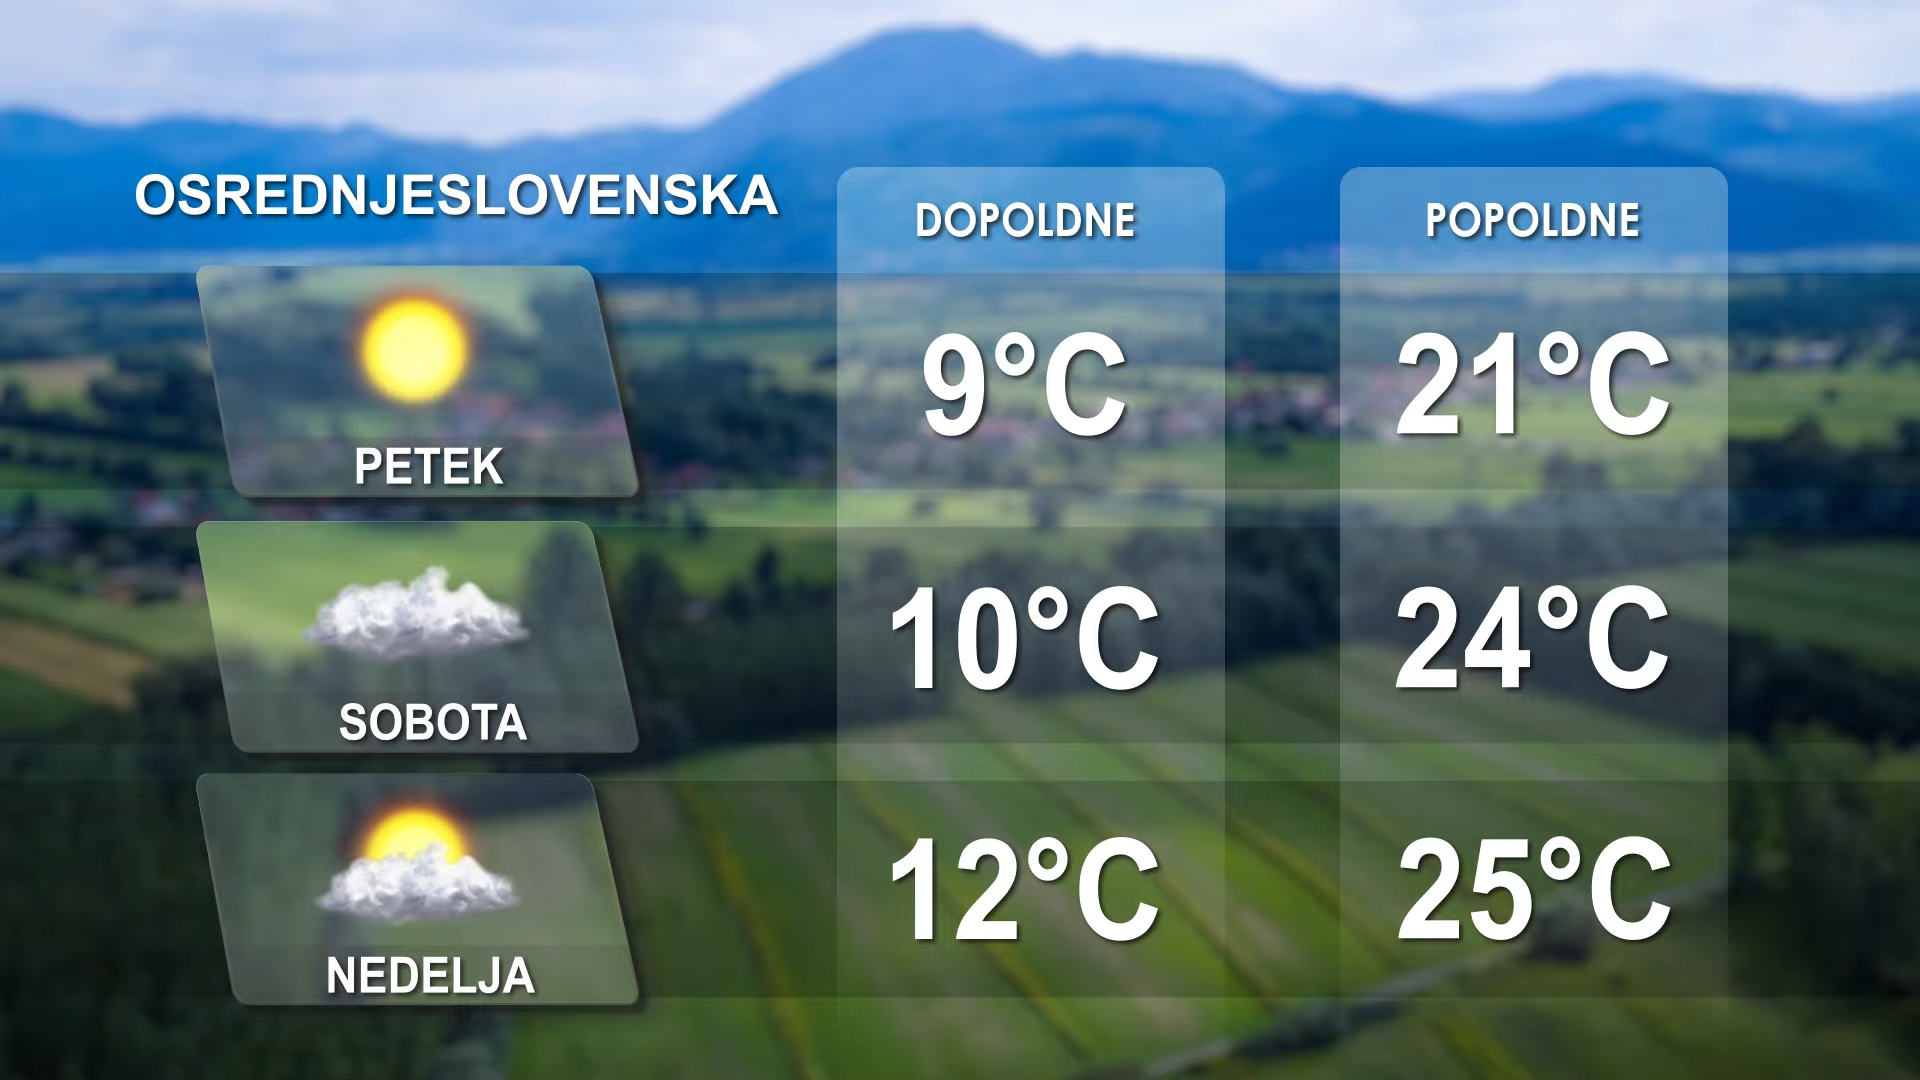 OSREDNJESLOVENSKA
DOPOLDNE
POPOLDNE
PETEK
9°C
21°C
SOBOTA
10°C
24°C
NEDELJA
12°C
25°C